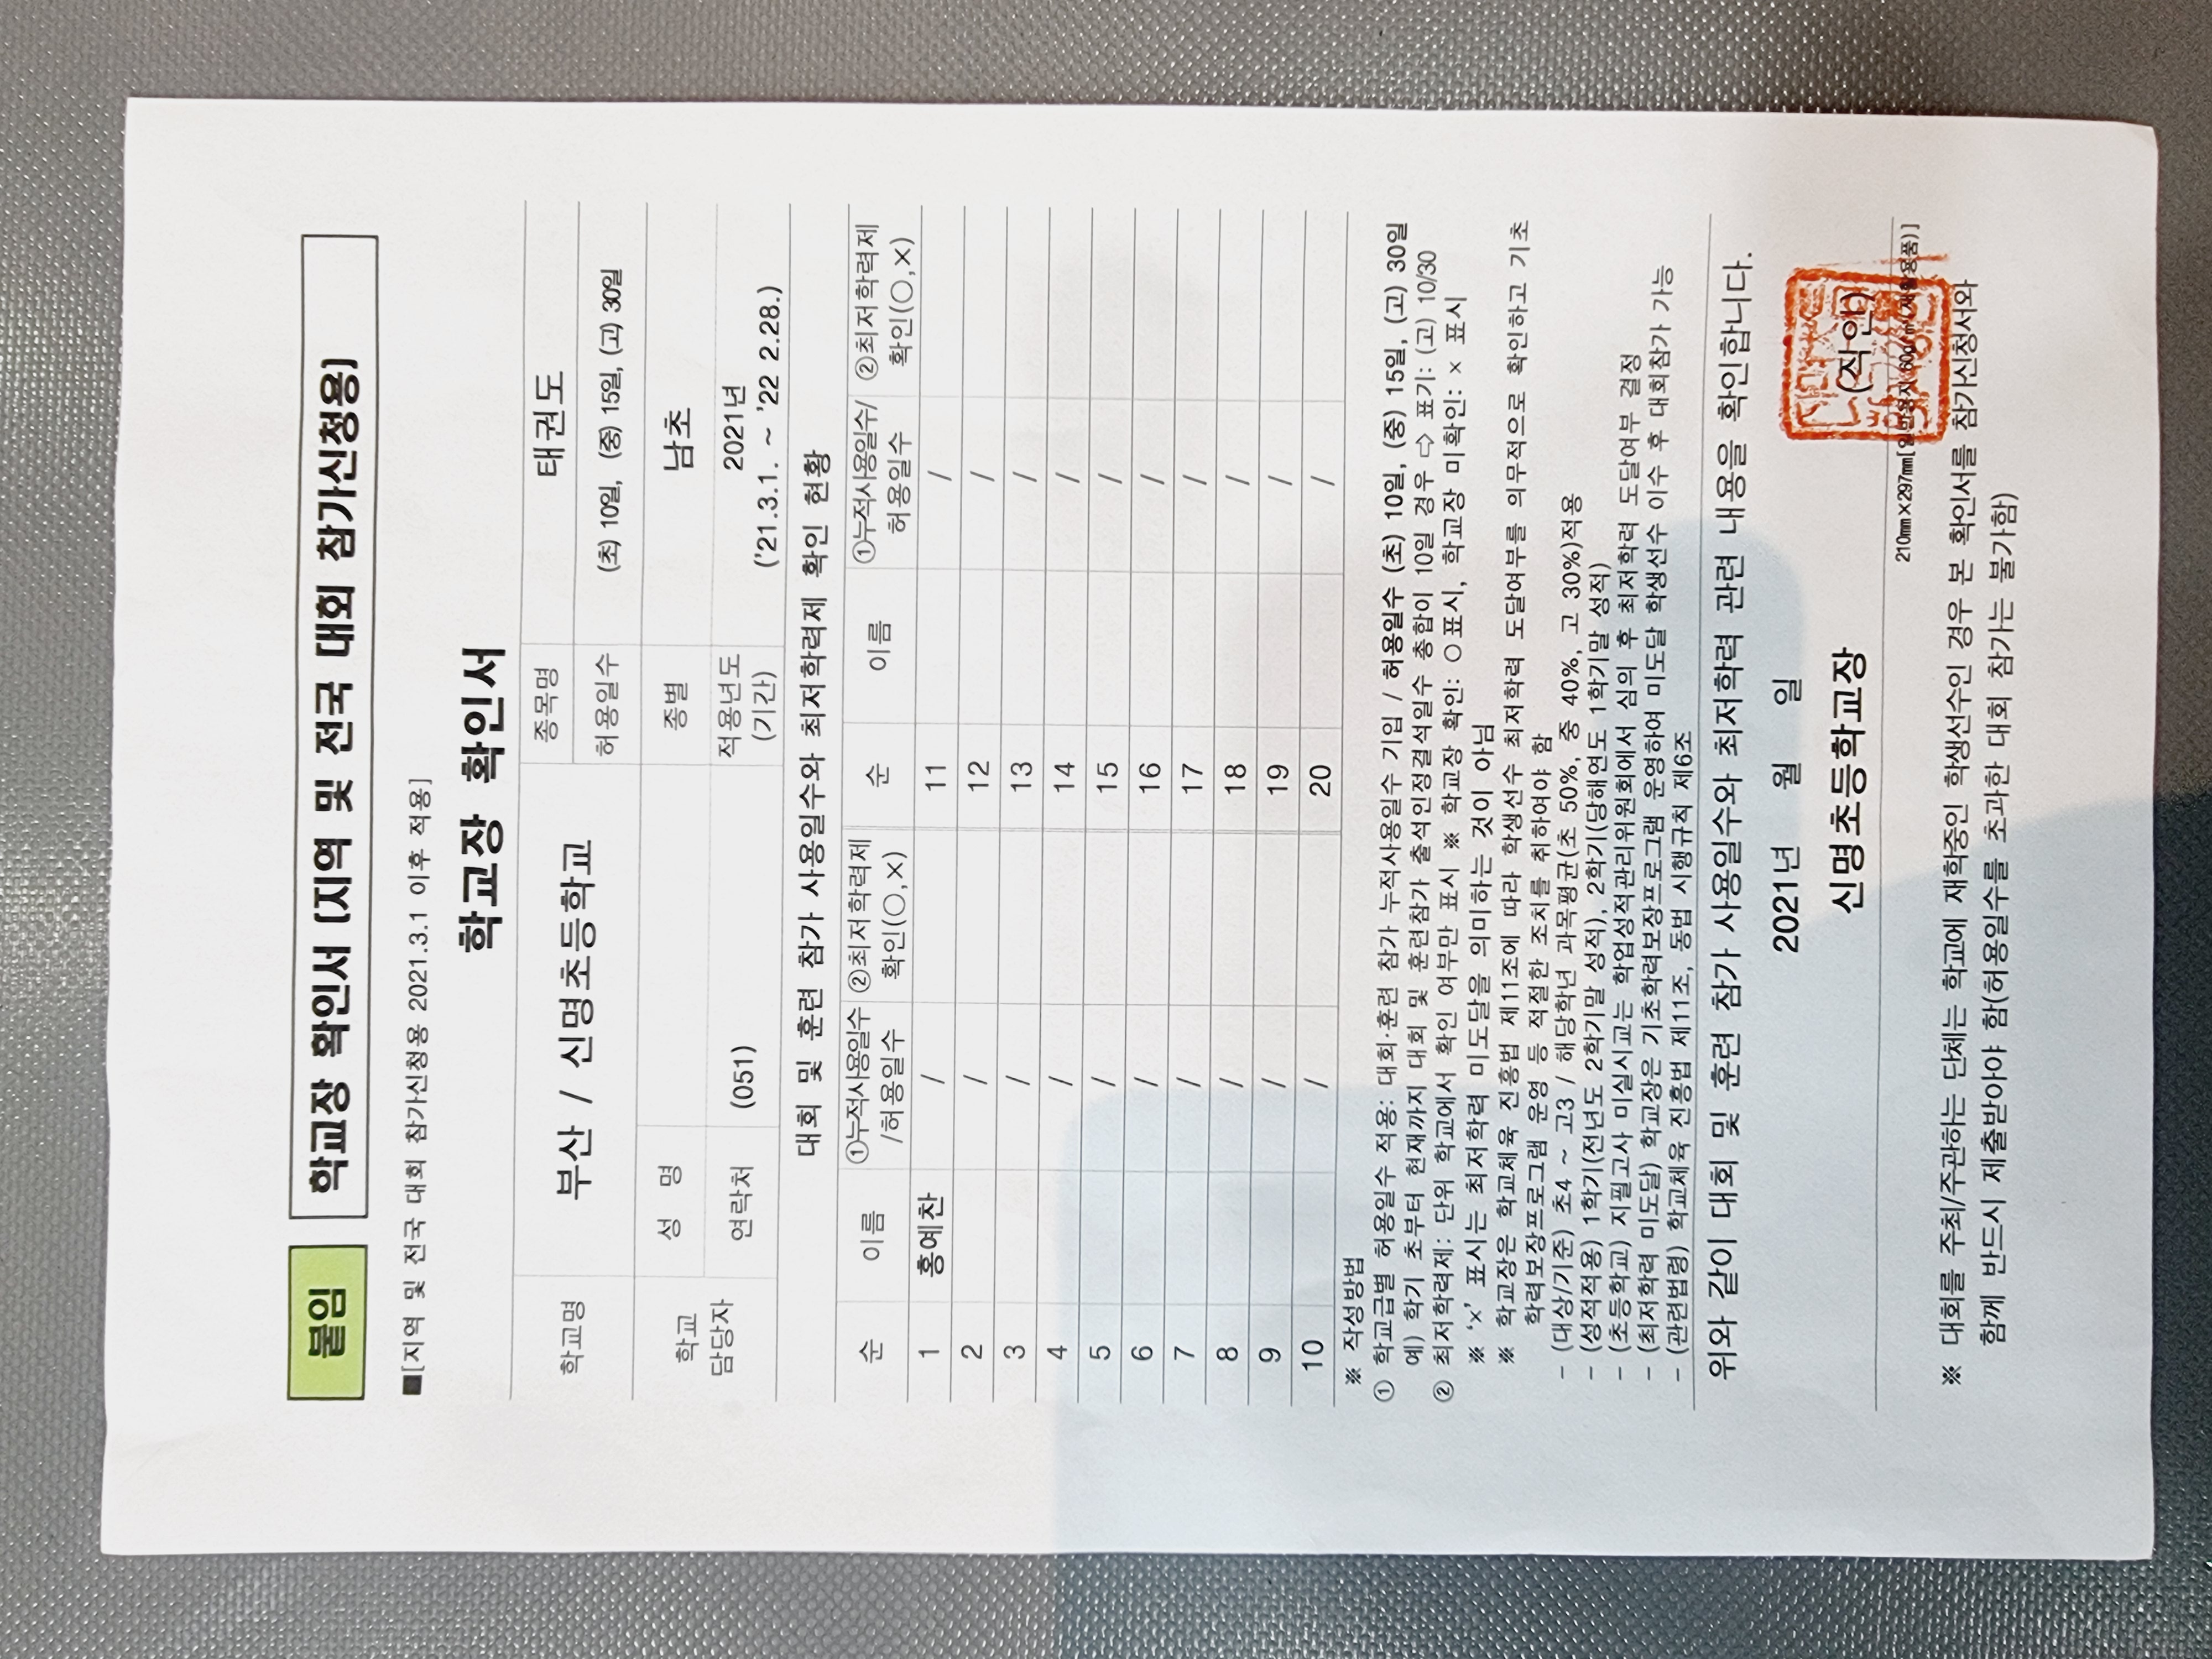 붙임
학교장 확인서 [지역 및 전국 대회 참가신청용]
■[지역 및 전국 대회 참가신청용 2021.3.1 이후 적용]
학교장 확인서
학교명 부산 / 신명초등학교 종목명 태권도
허용일수 (초) 10일, (중) 15일, (고) 30일
학교 담당자 성 명 종별 남초
연락처 (051) 적용년도 (기간) 2021년 ('21.3.1. ~ '22 2.28.)
대회 및 훈련 참가 사용일수와 최저학력제 확인 현황
순 이름 ①누적사용일수 /허용일수 ②최저학력제 확인(○,×) 순 이름 ①누적사용일수/ 허용일수 ②최저학력제 확인(○,×)
1 홍예찬 / 11 /
2 / 12 /
3 / 13 /
4 / 14 /
5 / 15 /
6 / 16 /
7 / 17 /
8 / 18 /
9 / 19 /
10 / 20 /
※ 작성방법
① 학교급별 허용일수 적용: 대회·훈련 참가 누적사용일수 기입 / 허용일수 (초) 10일, (중) 15일, (고) 30일
예) 학기 초부터 현재까지 대회 및 훈련참가 출석인정결석일수 총합이 10일 경우 ⇨ 표기: (고) 10/30
② 최저학력제: 단위 학교에서 확인 여부만 표시 ※ 학교장 확인: ○ 표시, 학교장 미확인: × 표시
※ '×' 표시는 최저학력 미도달을 의미하는 것이 아님
※ 학교장은 학교체육 진흥법 제11조에 따라 학생선수 최저학력 도달여부를 의무적으로 확인하고 기초
학력보장프로그램 운영 등 적절한 조치를 취하여야 함
- (대상/기준) 초4 ~ 고3 / 해당학년 과목평균(초 50%, 중 40%, 고 30%)적용
- (성적적용) 1학기(전년도 2학기말 성적), 2학기(당해연도 1학기말 성적)
- (초등학교) 지필고사 미실시교는 학업성적관리위원회에서 심의 후 최저학력 도달여부 결정
- (최저학력 미도달) 학교장은 기초학력보장프로그램 운영하여 미도달 학생선수 이수 후 대회참가 가능
- (관련법령) 학교체육 진흥법 제11조, 동법 시행규칙 제6조
위와 같이 대회 및 훈련 참가 사용일수와 최저학력 관련 내용을 확인합니다.
2021년 월 일
신명초등학교장 (직인)
210㎜×297㎜[일반용지 60g/㎡(재활용품)]
※ 대회를 주최/주관하는 단체는 학교에 재학중인 학생선수인 경우 본 확인서를 참가신청서와
함께 반드시 제출받아야 함(허용일수를 초과한 대회 참가는 불가함)